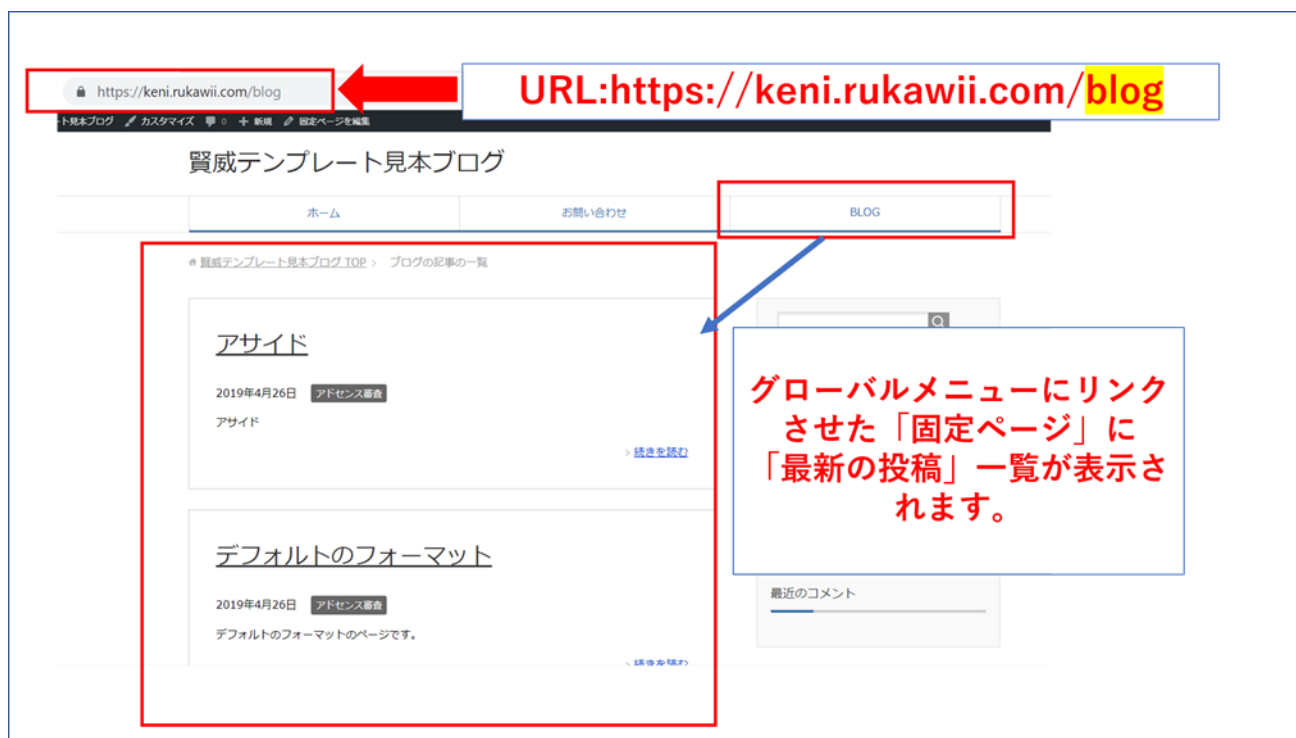 https://keni.rukawii.com/blog
URL:https://keni.rukawii.com/blog
ト見本ブログ カスタマイズ 0 + 新規 固定ページを編集
賢威テンプレート見本ブログ
ホーム お問い合わせ BLOG
賢威テンプレート見本ブログ TOP > ブログの記事の一覧
アサイド
2019年4月26日 アドセンス審査
アサイド
> 続きを読む
グローバルメニューにリンク
させた「固定ページ」に
「最新の投稿」一覧が表示さ
れます。
デフォルトのフォーマット
2019年4月26日 アドセンス審査
デフォルトのフォーマットのページです。
> 続きを読む
最近のコメント